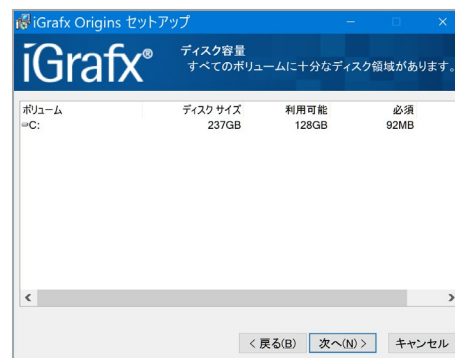 iGrafx Origins セットアップ
iGrafx®
ディスク容量
すべてのボリュームに十分なディスク領域があります。
ボリューム ディスク サイズ 利用可能 必須
C: 237GB 128GB 92MB
< 戻る(B) 次へ(N) > キャンセル